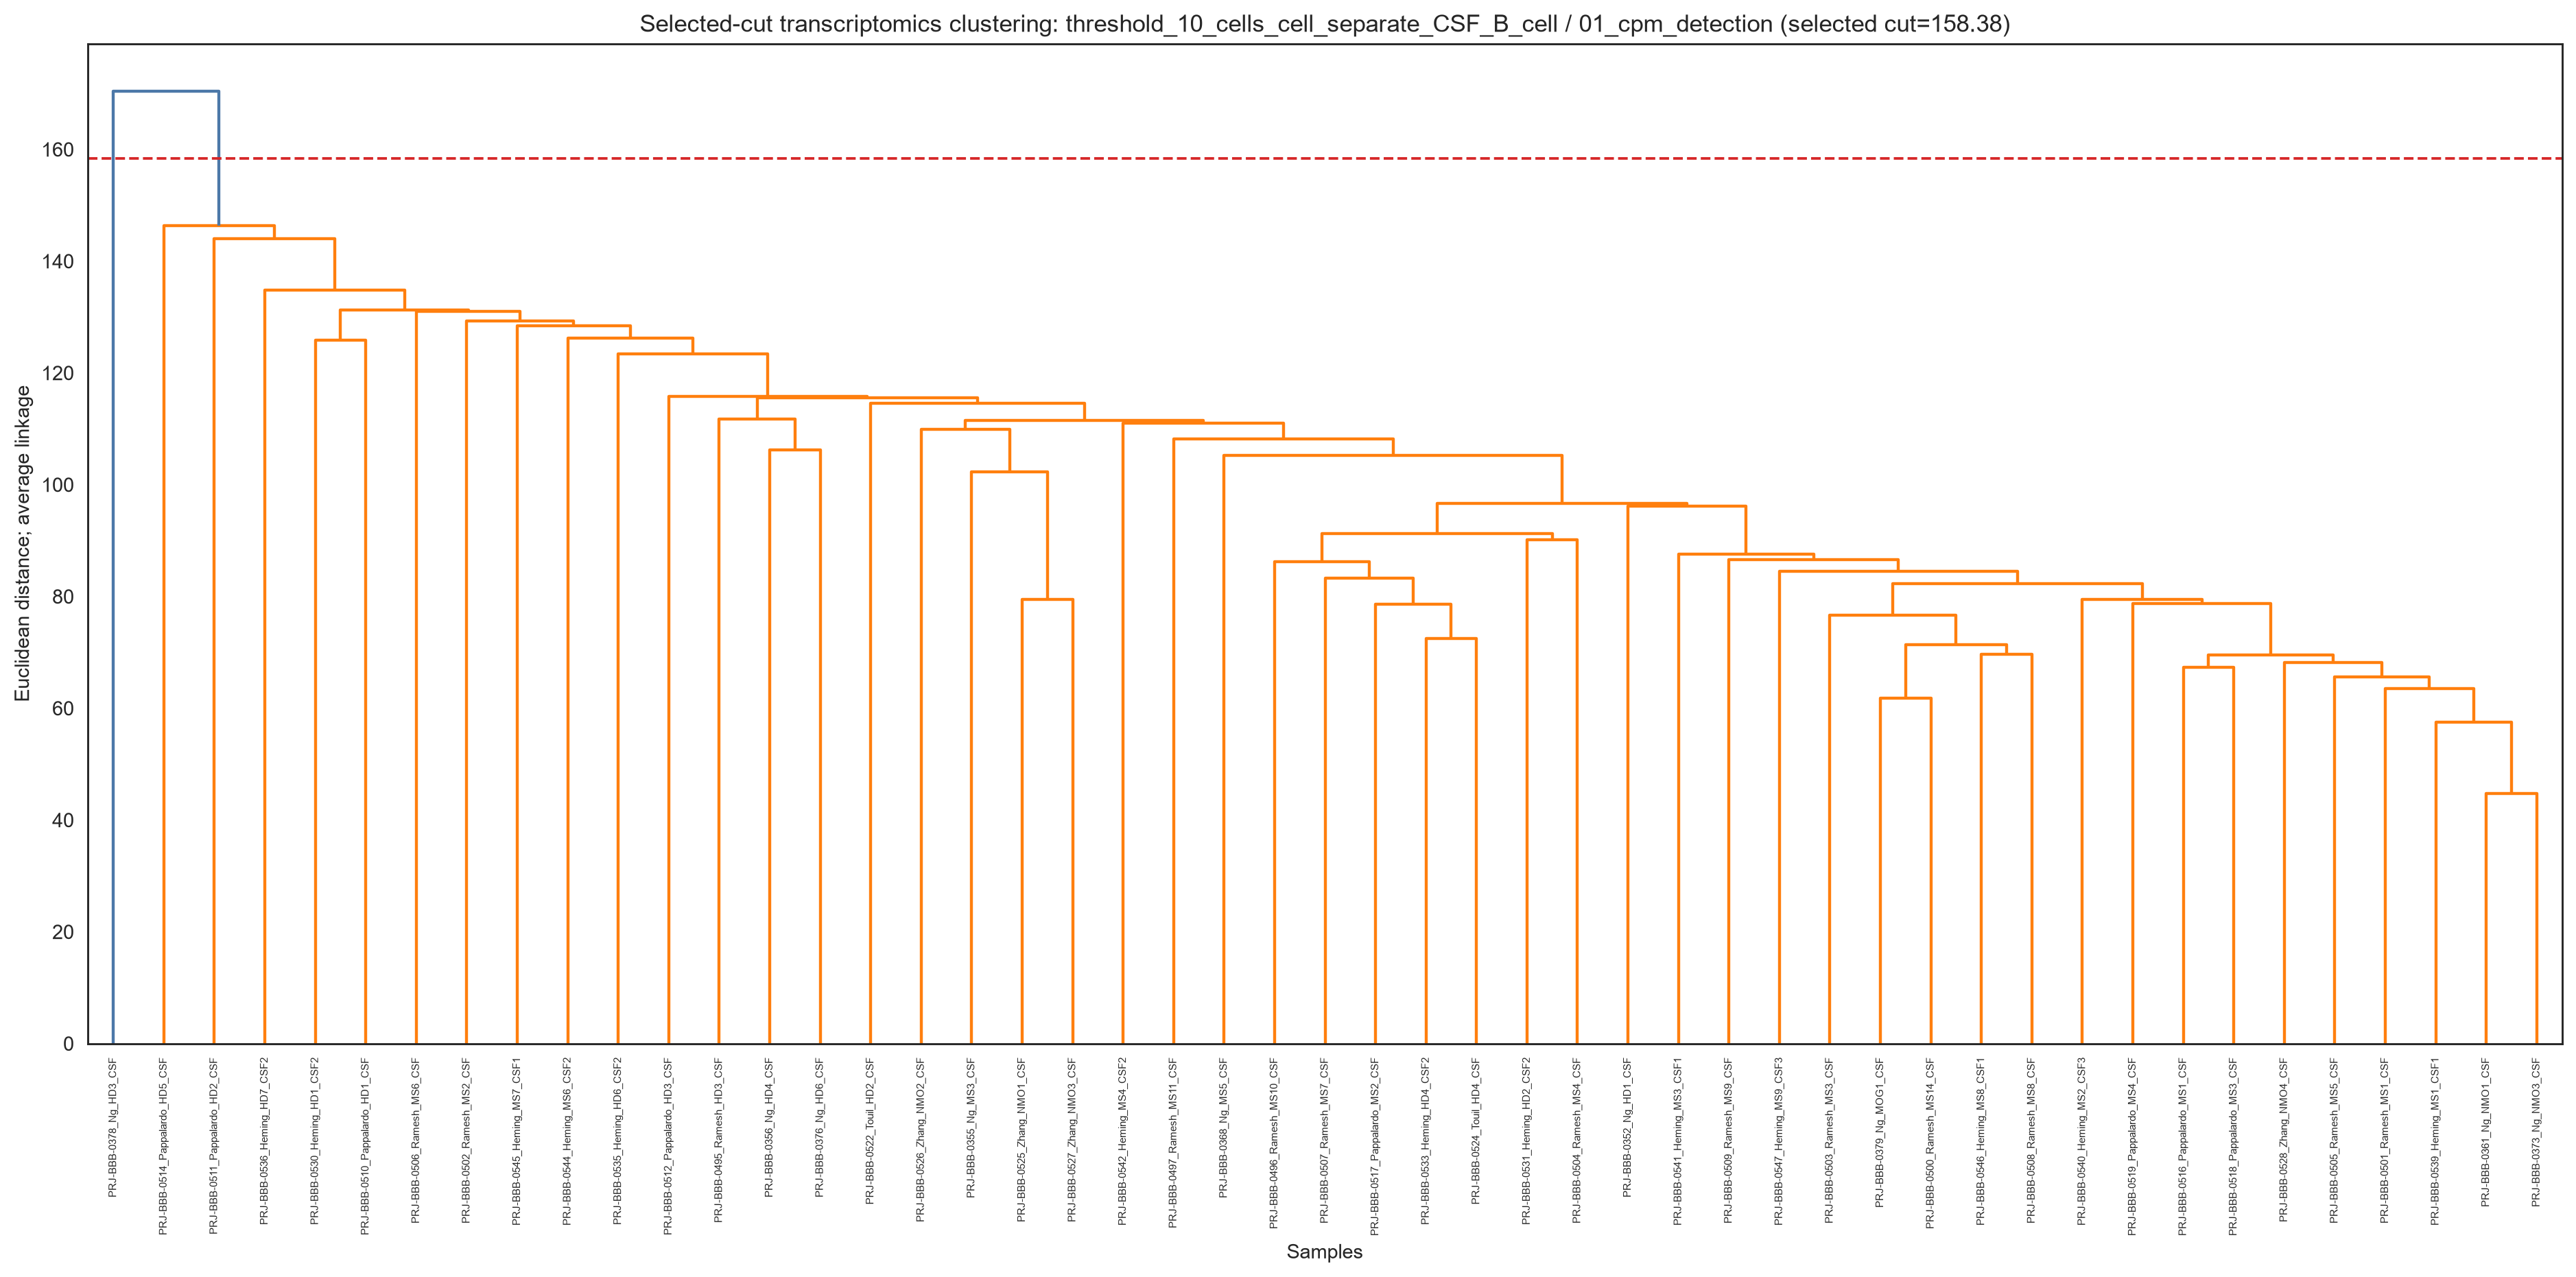 Selected-cut transcriptomics clustering: threshold_10_cells_cell_separate_CSF_B_cell / 01_cpm_detection (selected cut=158.38)
Euclidean distance; average linkage
160
140
120
100
80
60
40
20
0
PRJ-BBB-0378_Ng_HD3_CSF
PRJ-BBB-0514_Pappalardo_HD5_CSF
PRJ-BBB-0511_Pappalardo_HD2_CSF
PRJ-BBB-0536_Heming_HD7_CSF2
PRJ-BBB-0530_Heming_HD1_CSF2
PRJ-BBB-0510_Pappalardo_HD1_CSF
PRJ-BBB-0506_Ramesh_MS6_CSF
PRJ-BBB-0502_Ramesh_MS2_CSF
PRJ-BBB-0545_Heming_MS7_CSF1
PRJ-BBB-0544_Heming_MS6_CSF2
PRJ-BBB-0535_Heming_HD6_CSF2
PRJ-BBB-0512_Pappalardo_HD3_CSF
PRJ-BBB-0495_Ramesh_HD3_CSF
PRJ-BBB-0356_Ng_HD4_CSF
PRJ-BBB-0376_Ng_HD6_CSF
PRJ-BBB-0522_Touil_HD2_CSF
PRJ-BBB-0526_Zhang_NMO2_CSF
PRJ-BBB-0355_Ng_MS3_CSF
PRJ-BBB-0525_Zhang_NMO1_CSF
PRJ-BBB-0527_Zhang_NMO3_CSF
PRJ-BBB-0542_Heming_MS4_CSF2
PRJ-BBB-0497_Ramesh_MS11_CSF
PRJ-BBB-0368_Ng_MS5_CSF
PRJ-BBB-0496_Ramesh_MS10_CSF
PRJ-BBB-0507_Ramesh_MS7_CSF
PRJ-BBB-0517_Pappalardo_MS2_CSF
PRJ-BBB-0533_Heming_HD4_CSF2
PRJ-BBB-0524_Touil_HD4_CSF
PRJ-BBB-0531_Heming_HD2_CSF2
PRJ-BBB-0504_Ramesh_MS4_CSF
PRJ-BBB-0352_Ng_HD1_CSF
PRJ-BBB-0541_Heming_MS3_CSF1
PRJ-BBB-0509_Ramesh_MS9_CSF
PRJ-BBB-0547_Heming_MS9_CSF3
PRJ-BBB-0503_Ramesh_MS3_CSF
PRJ-BBB-0379_Ng_MOG1_CSF
PRJ-BBB-0500_Ramesh_MS14_CSF
PRJ-BBB-0546_Heming_MS8_CSF1
PRJ-BBB-0508_Ramesh_MS8_CSF
PRJ-BBB-0540_Heming_MS2_CSF3
PRJ-BBB-0519_Pappalardo_MS4_CSF
PRJ-BBB-0516_Pappalardo_MS1_CSF
PRJ-BBB-0518_Pappalardo_MS3_CSF
PRJ-BBB-0528_Zhang_NMO4_CSF
PRJ-BBB-0505_Ramesh_MS5_CSF
PRJ-BBB-0501_Ramesh_MS1_CSF
PRJ-BBB-0539_Heming_MS1_CSF1
PRJ-BBB-0361_Ng_NMO1_CSF
PRJ-BBB-0373_Ng_NMO3_CSF
Samples